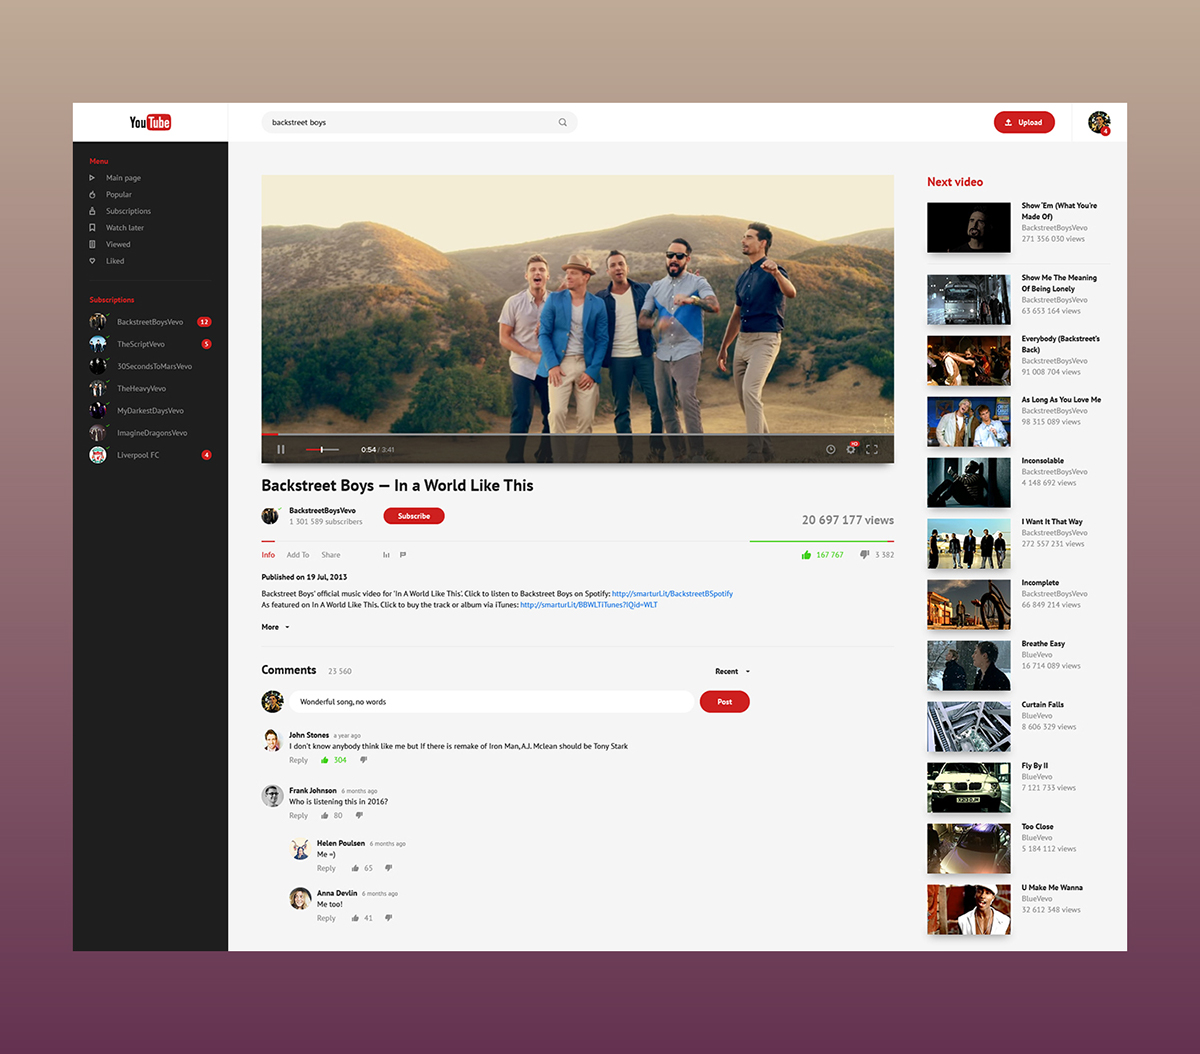 YouTube
backstreet boys
Upload
4
Menu
Main page
Popular
Subscriptions
Watch later
Viewed
Liked
Subscriptions
BackstreetBoysVevo 12
TheScriptVevo 5
30SecondsToMarsVevo
TheHeavyVevo
MyDarkestDaysVevo
ImagineDragonsVevo
Liverpool FC 4
0:54 / 3:41
HQ
Backstreet Boys — In a World Like This
BackstreetBoysVevo
1 301 589 subscribers
Subscribe
20 697 177 views
Info Add To Share
167 767 3 382
Published on 19 Jul, 2013
Backstreet Boys' official music video for 'In A World Like This'. Click to listen to Backstreet Boys on Spotify: http://smarturl.it/BackstreetBSpotify
As featured on In A World Like This. Click to buy the track or album via iTunes: http://smarturl.it/BBWLTiTunes?IQid=WLT
More
Comments 23 560
Recent
Wonderful song, no words
Post
John Stones a year ago
I don't know anybody think like me but If there is remake of Iron Man, A.J. Mclean should be Tony Stark
Reply 304
Frank Johnson 6 months ago
Who is listening this in 2016?
Reply 80
Helen Poulsen 6 months ago
Me =)
Reply 65
Anna Devlin 6 months ago
Me too!
Reply 41
Next video
Show 'Em (What You're
Made Of)
BackstreetBoysVevo
271 356 030 views
Show Me The Meaning
Of Being Lonely
BackstreetBoysVevo
63 653 164 views
Everybody (Backstreet's
Back)
BackstreetBoysVevo
91 008 704 views
As Long As You Love Me
BackstreetBoysVevo
98 315 089 views
Inconsolable
BackstreetBoysVevo
4 148 692 views
I Want It That Way
BackstreetBoysVevo
272 557 231 views
Incomplete
BackstreetBoysVevo
66 849 214 views
Breathe Easy
BlueVevo
16 714 089 views
Curtain Falls
BlueVevo
8 606 329 views
Fly By II
BlueVevo
7 121 733 views
Too Close
BlueVevo
5 184 112 views
U Make Me Wanna
BlueVevo
32 612 348 views